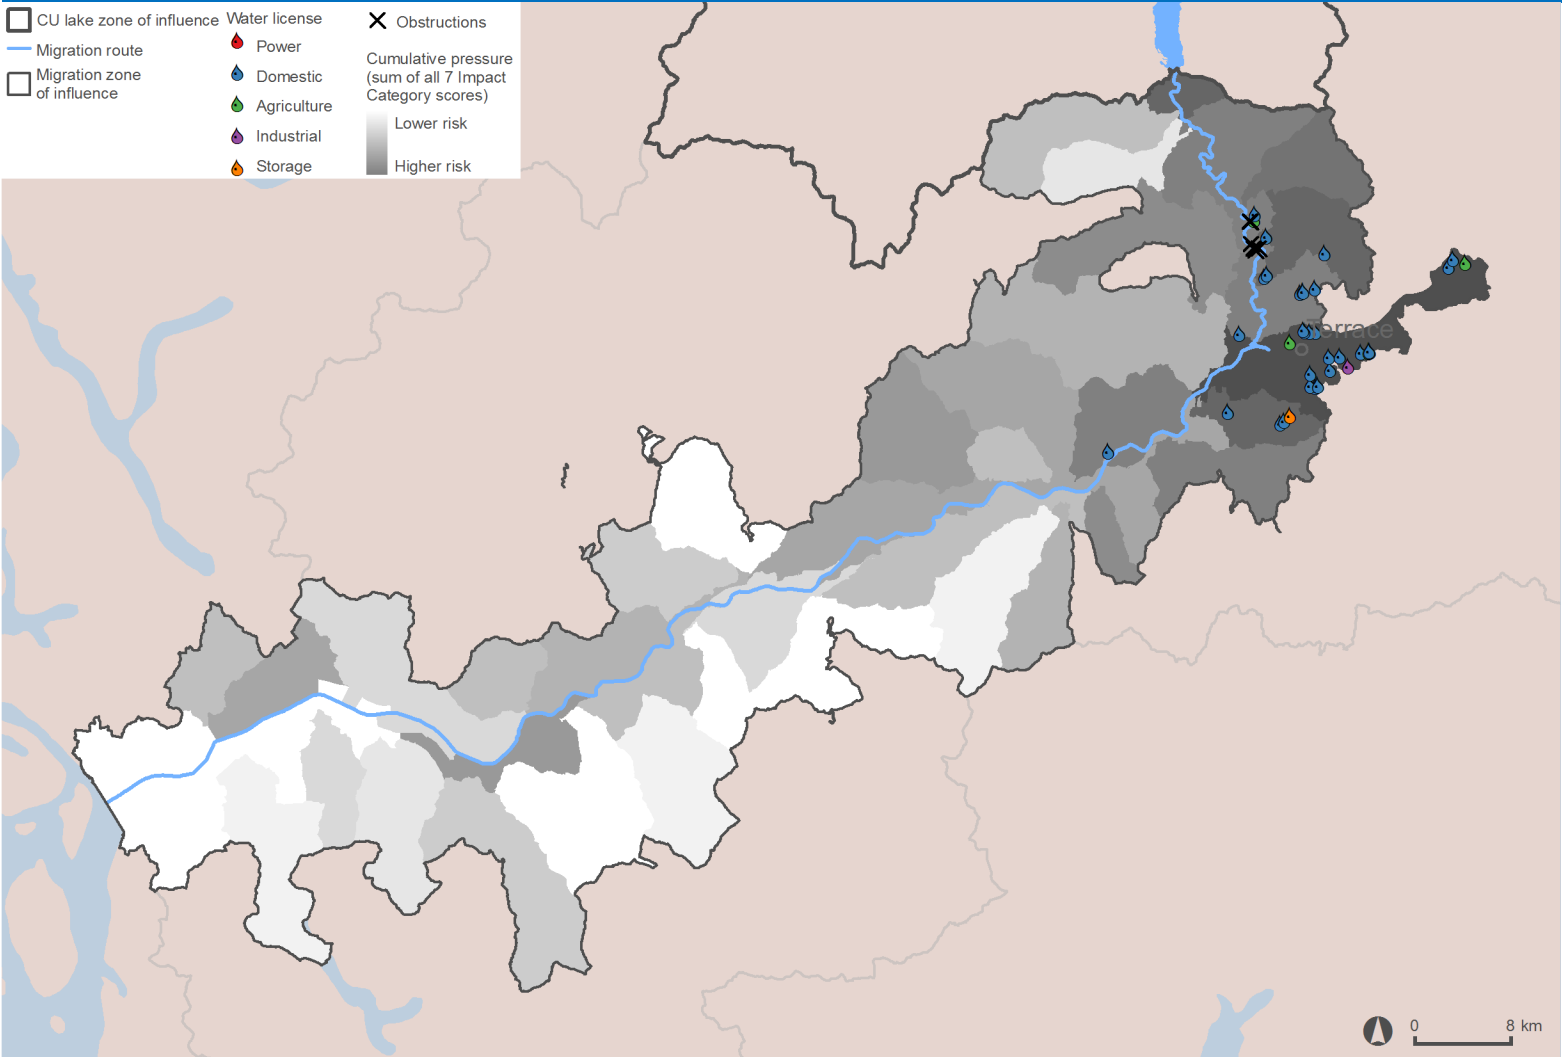 CU lake zone of influence
Migration route
Migration zone
of influence
Water license
Power
Domestic
Agriculture
Industrial
Storage
Obstructions
Cumulative pressure
(sum of all 7 Impact
Category scores)
Lower risk
Higher risk
Terrace
0 8 km